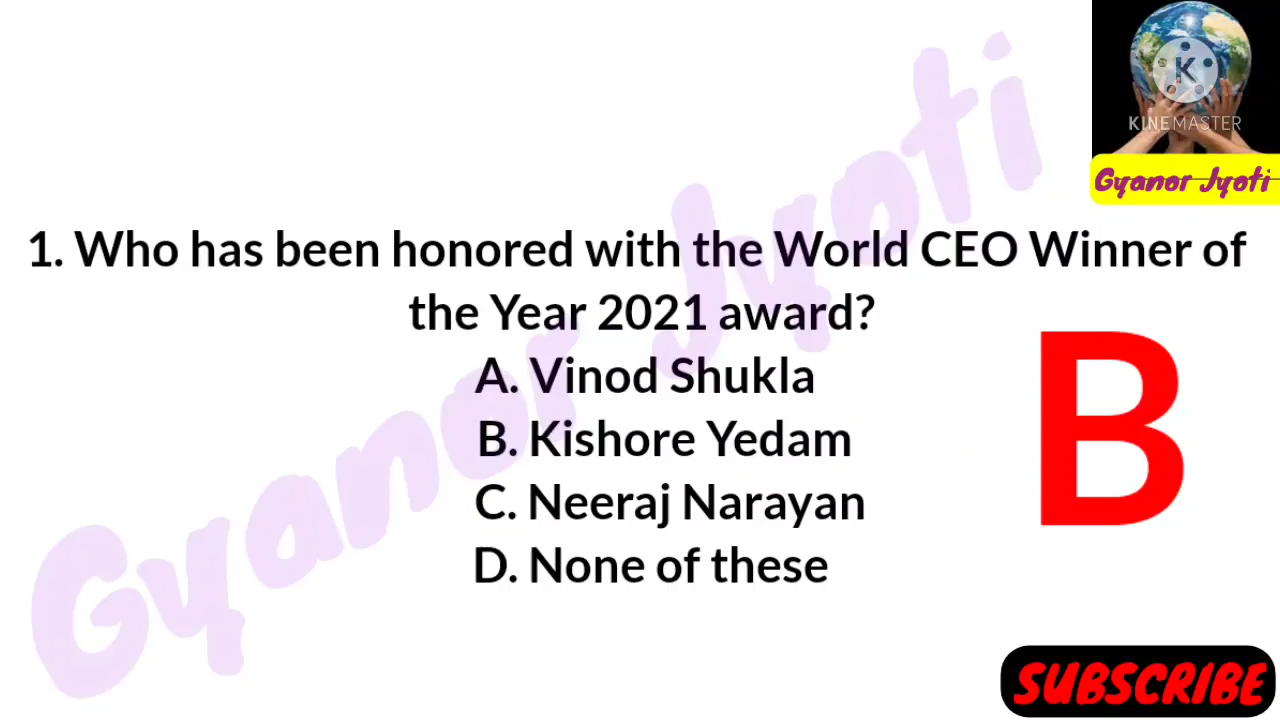 K
KINEMASTER
Gyanor Jyoti
Gyanor Jyoti
1. Who has been honored with the World CEO Winner of
the Year 2021 award?
A. Vinod Shukla
B. Kishore Yedam
C. Neeraj Narayan
D. None of these
B
SUBSCRIBE